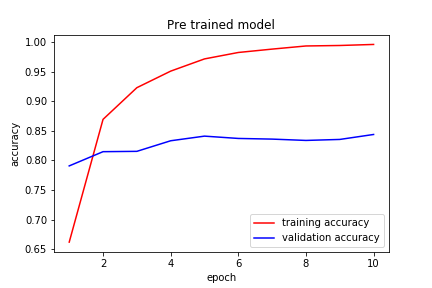 Pre trained model
accuracy
1.00
0.95
0.90
0.85
0.80
0.75
0.70
0.65
training accuracy
validation accuracy
2
4
6
8
10
epoch